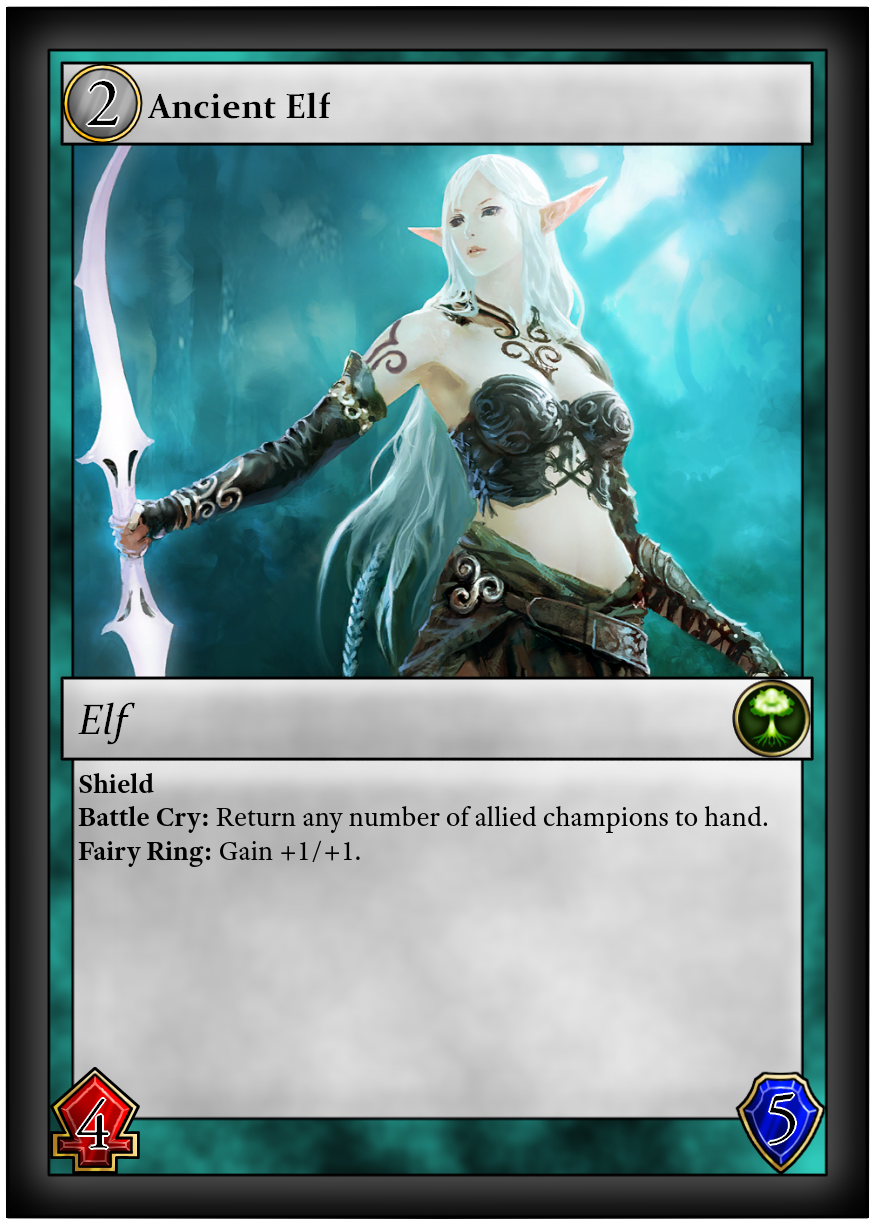 2 Ancient Elf
Elf
Shield
Battle Cry: Return any number of allied champions to hand.
Fairy Ring: Gain +1/+1.
4 5